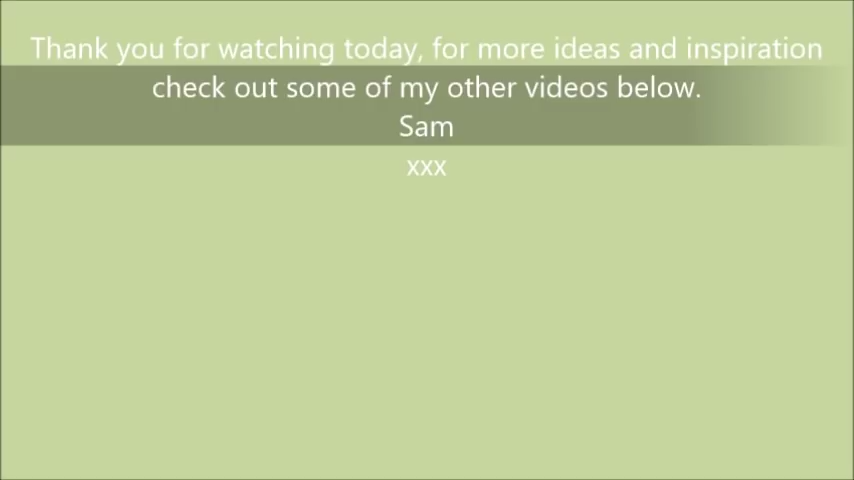 Thank you for watching today, for more ideas and inspiration
check out some of my other videos below.
Sam
xxx